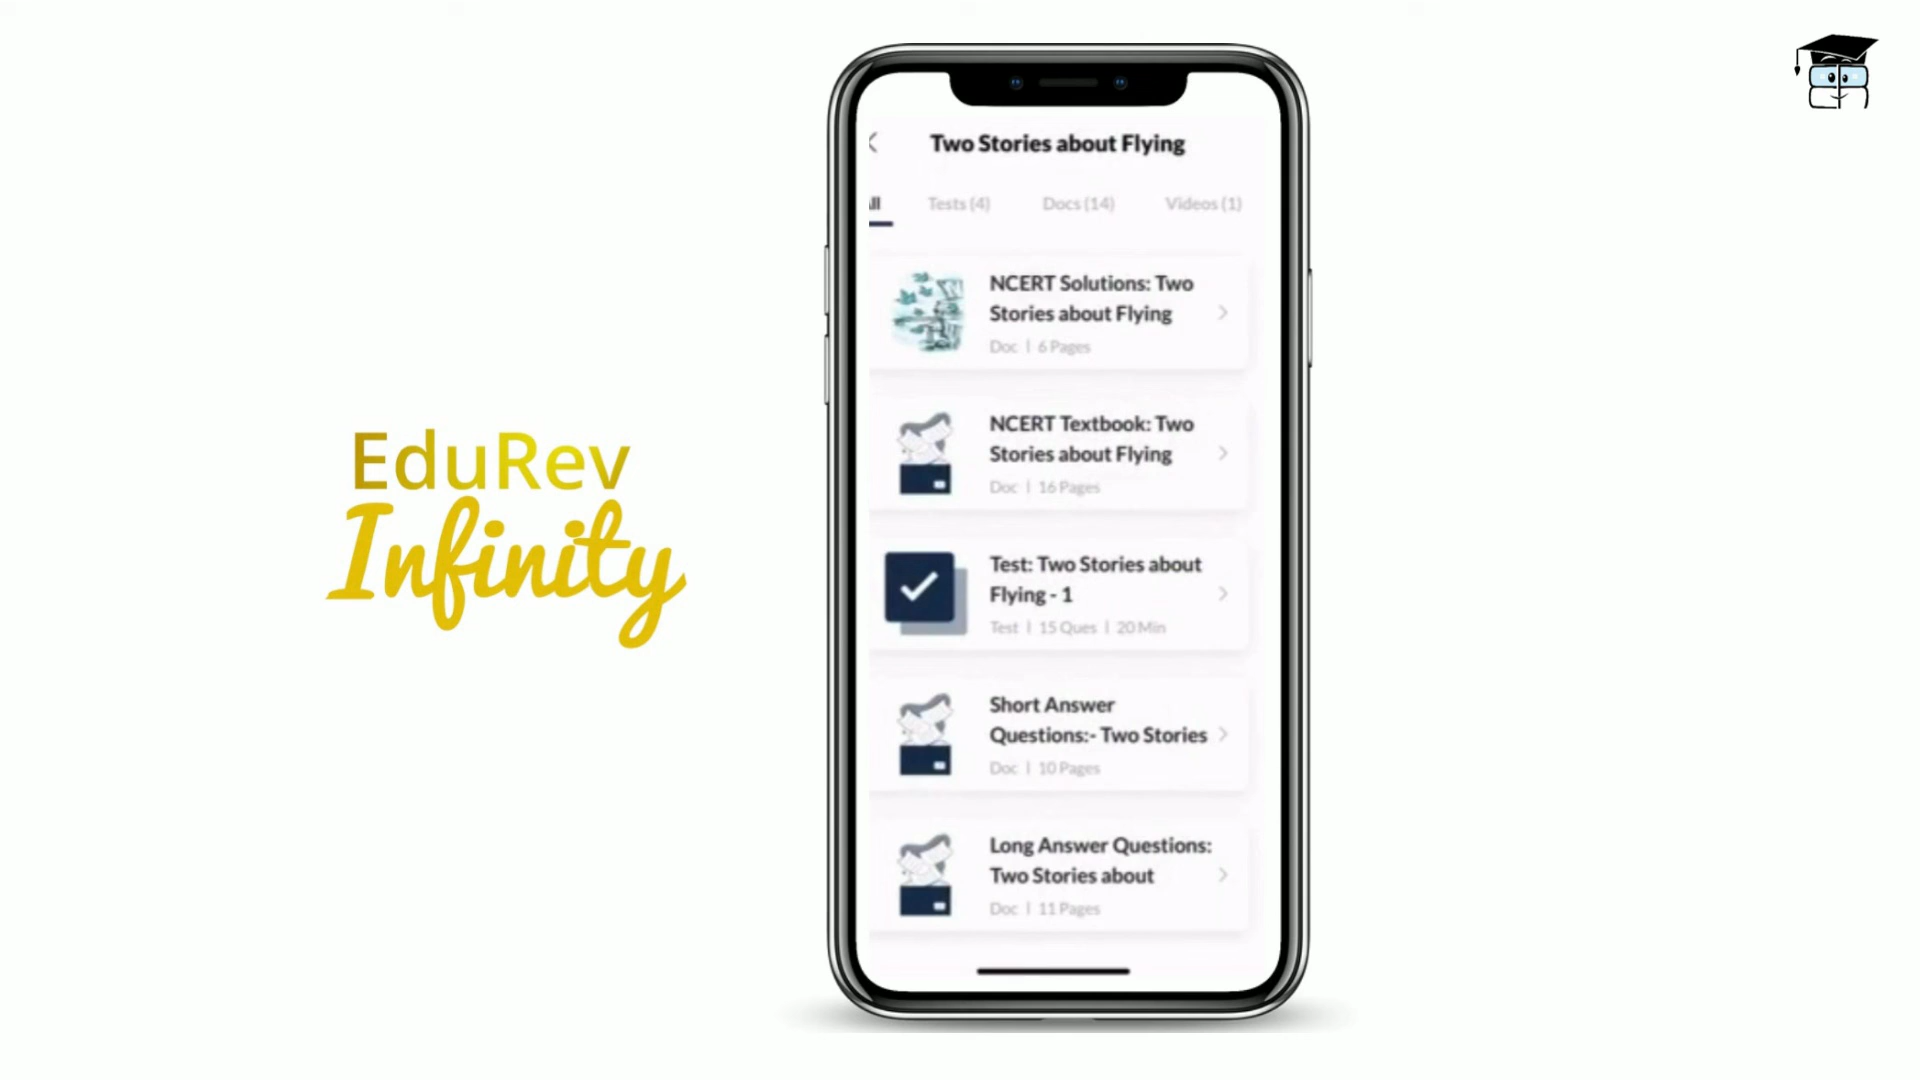 EduRev
Infinity
Two Stories about Flying
Tests (4)
Docs (14)
Videos (1)
NCERT Solutions: Two
Stories about Flying
Doc | 6 Pages
NCERT Textbook: Two
Stories about Flying
Doc | 16 Pages
Test: Two Stories about
Flying - 1
Test | 15 Ques | 20 Min
Short Answer
Questions:- Two Stories
Doc | 10 Pages
Long Answer Questions:
Two Stories about
Doc | 11 Pages